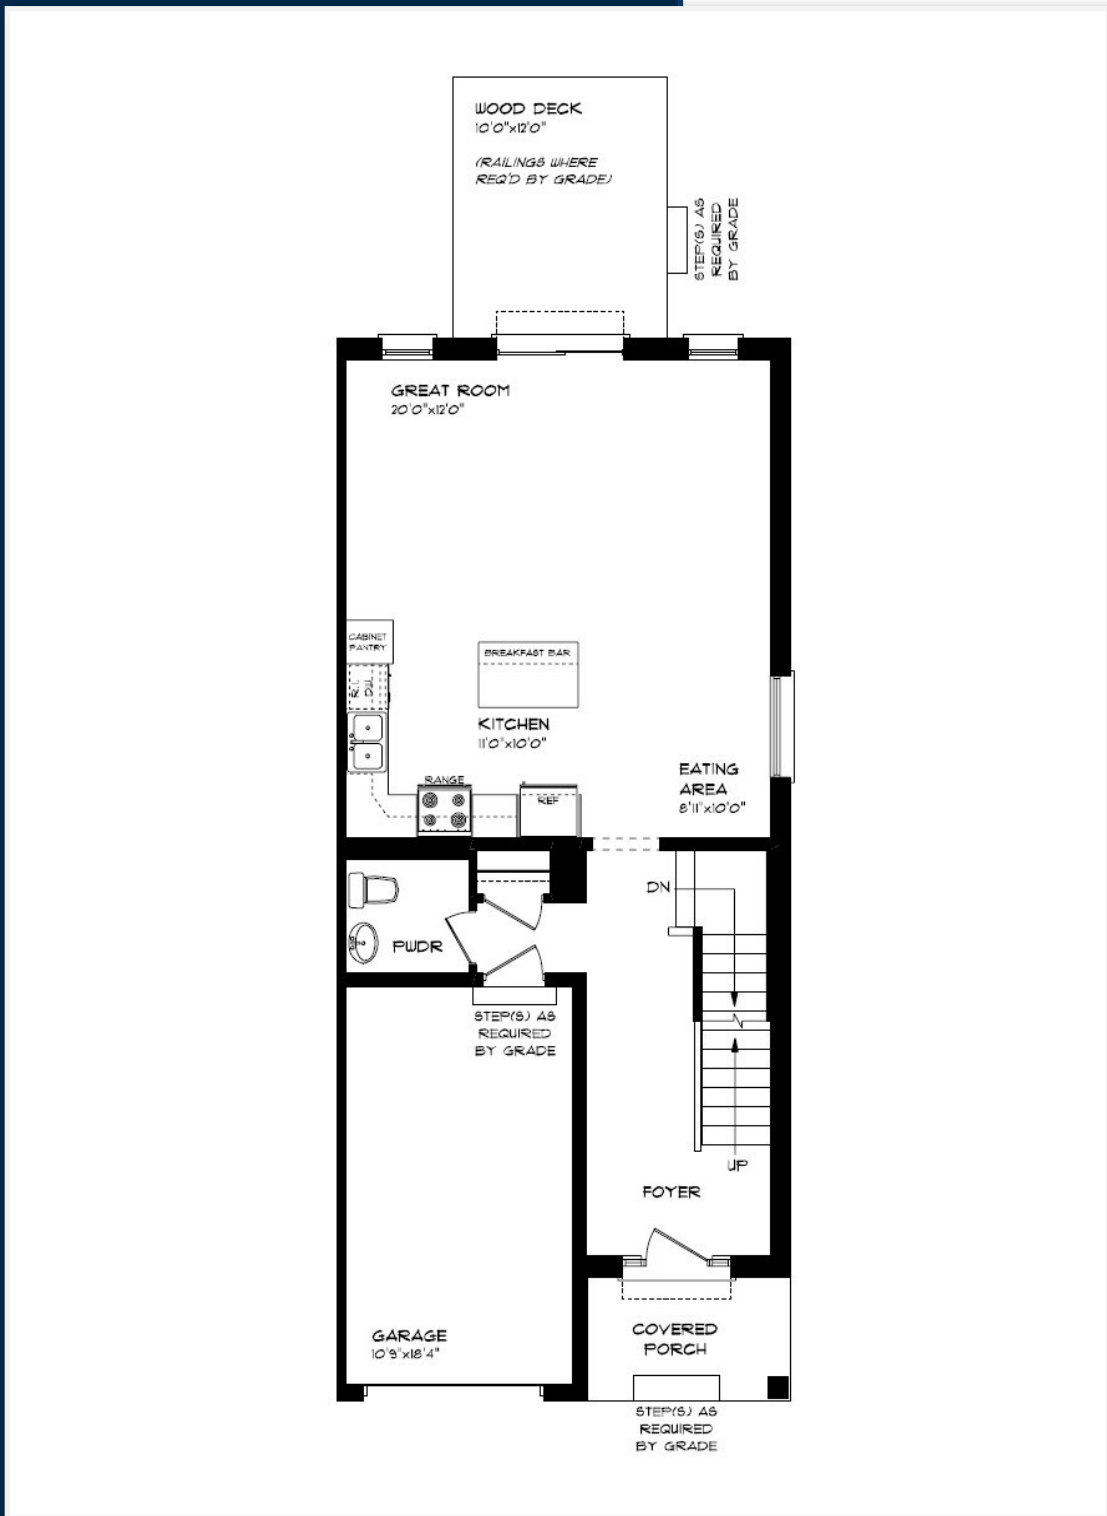 WOOD DECK
10'0"x12'0"
(RAILINGS WHERE
REQ'D BY GRADE)
STEP(S) AS
REQUIRED
BY GRADE
GREAT ROOM
20'0"x12'0"
CABINET
PANTRY
R.I.
D.W.
BREAKFAST BAR
KITCHEN
11'0"x10'0"
EATING
AREA
8'11"x10'0"
RANGE
REF
DN
PWDR
STEP(S) AS
REQUIRED
BY GRADE
UP
FOYER
GARAGE
10'9"x18'4"
COVERED
PORCH
STEP(S) AS
REQUIRED
BY GRADE